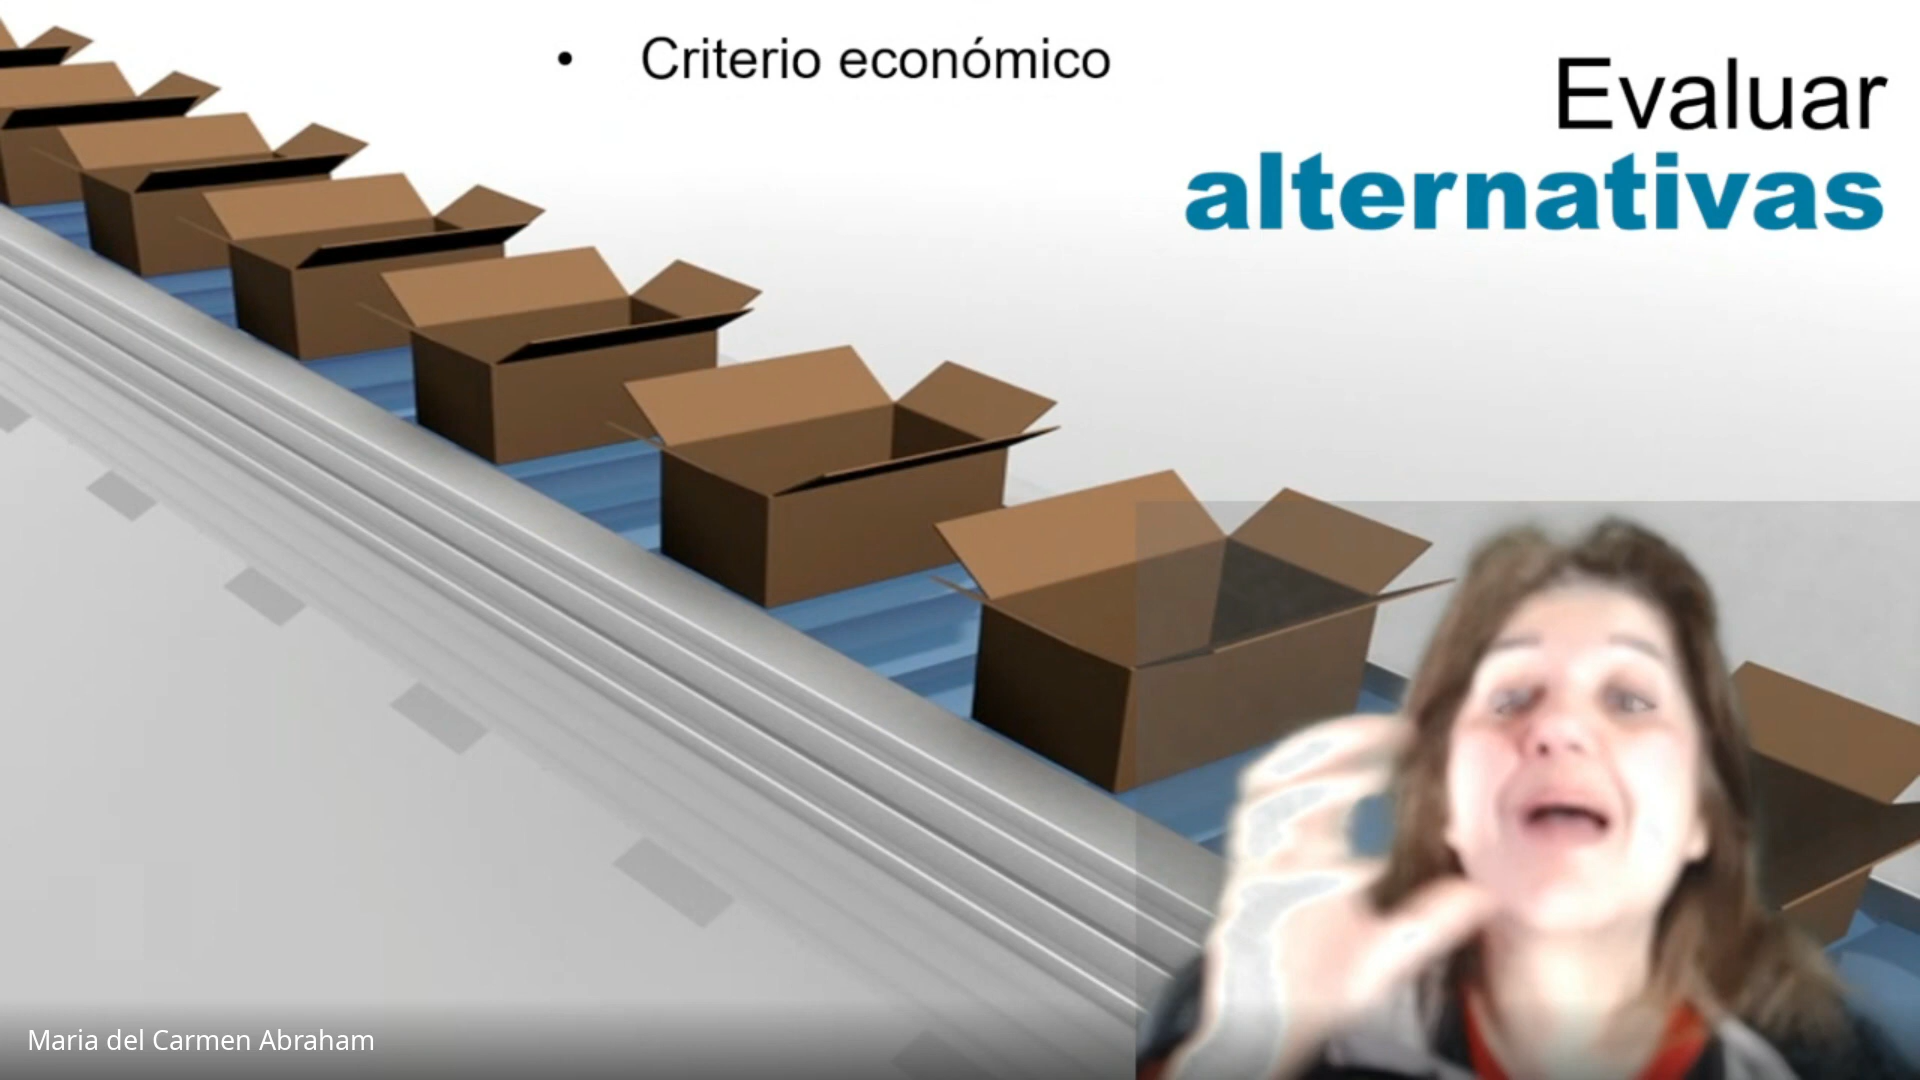 • Criterio económico
Evaluar
alternativas
Maria del Carmen Abraham